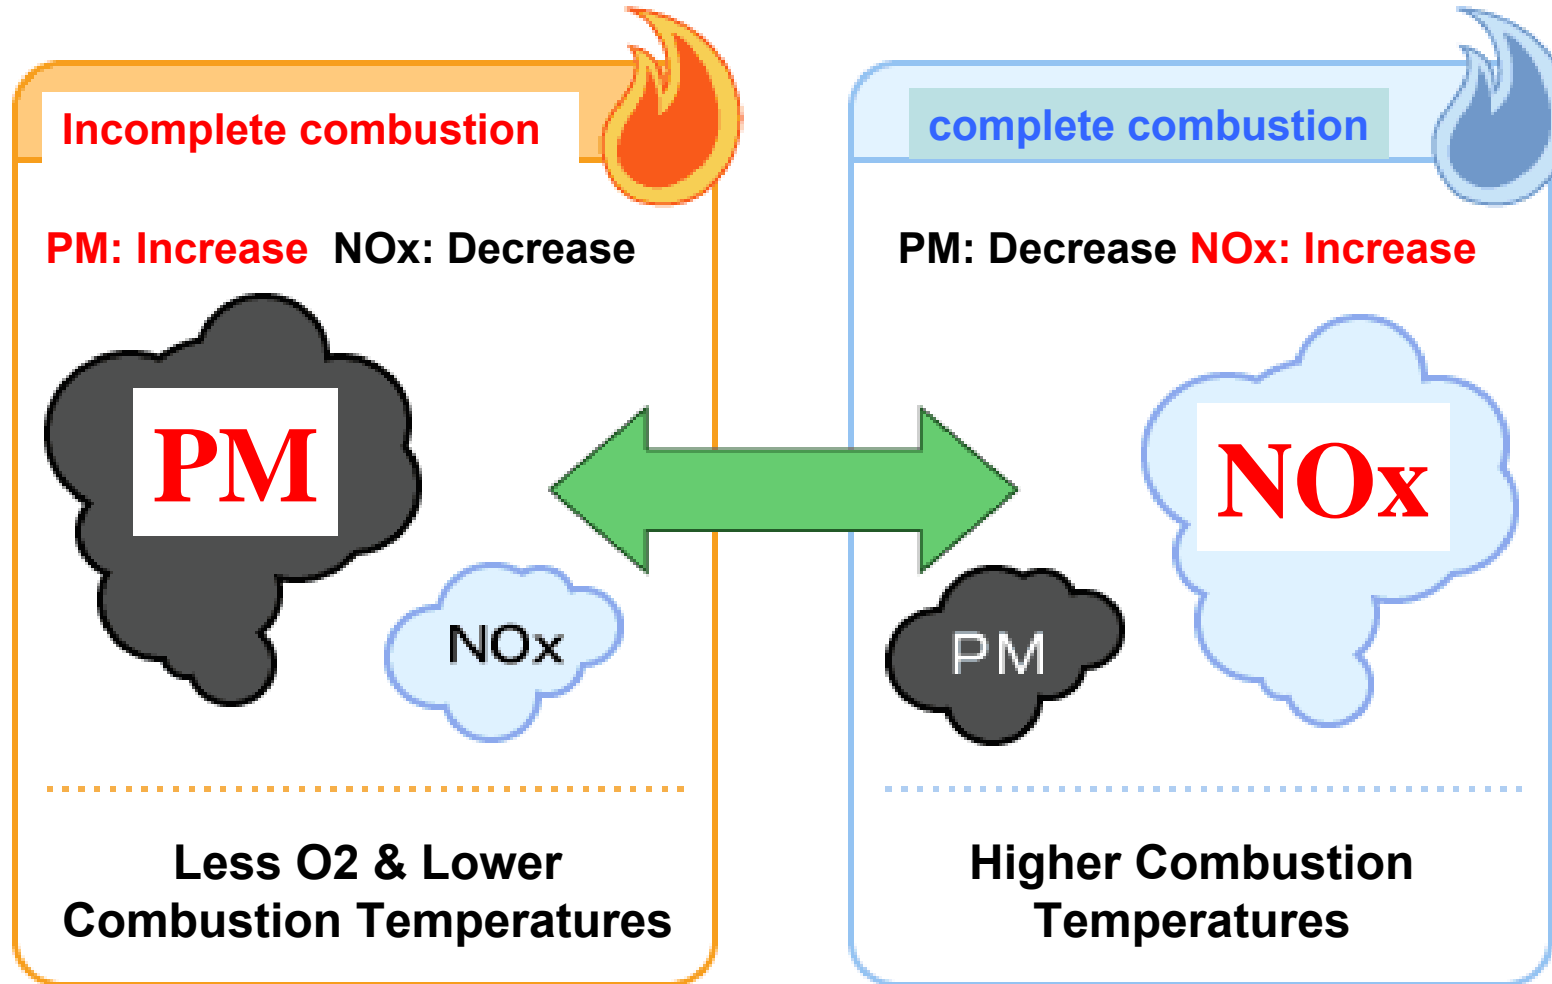 Incomplete combustion
PM: Increase NOx: Decrease
PM
NOx
Less O2 & Lower
Combustion Temperatures
complete combustion
PM: Decrease NOx: Increase
NOx
PM
Higher Combustion
Temperatures